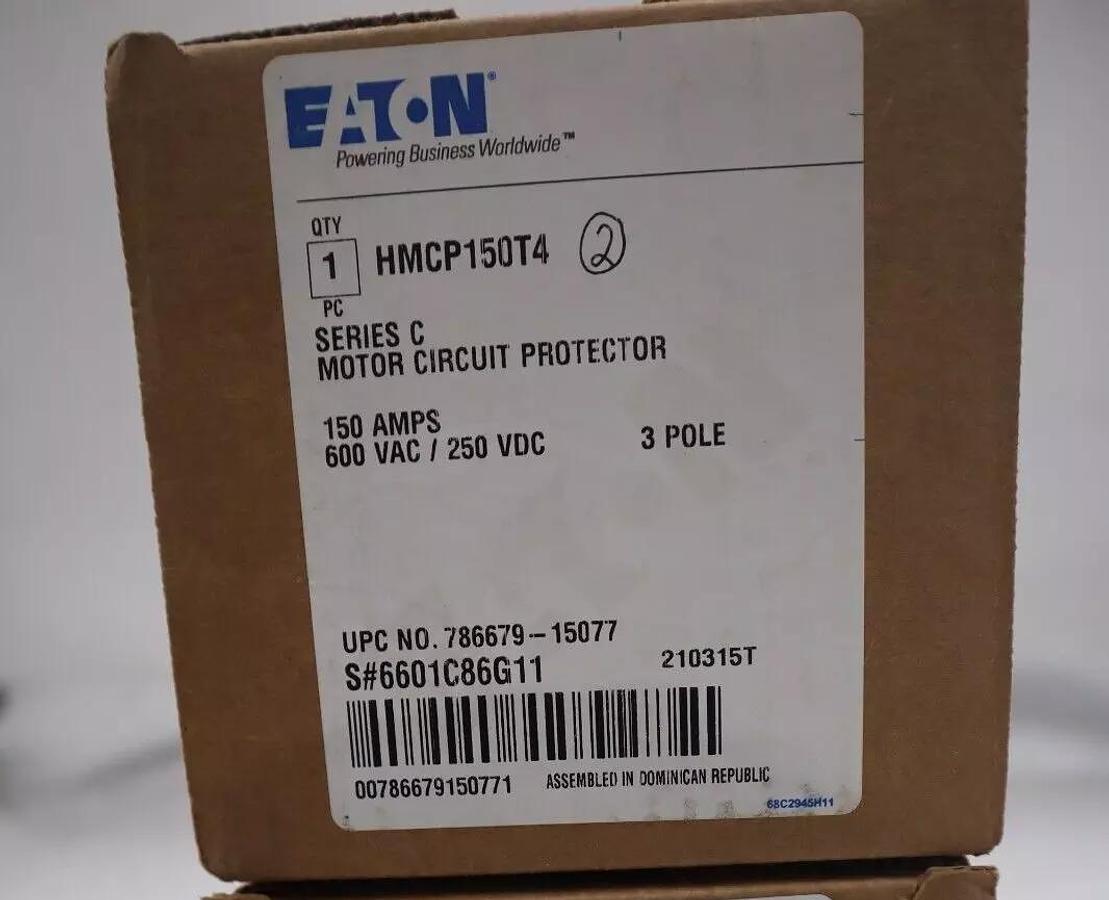 EATON®
Powering Business Worldwide™
QTY
1 HMCP150T4 2
PC
SERIES C
MOTOR CIRCUIT PROTECTOR
150 AMPS
600 VAC / 250 VDC 3 POLE
UPC NO. 786679-15077
S#6601C86G11 210315T
00786679150771 ASSEMBLED IN DOMINICAN REPUBLIC
68C2945H11